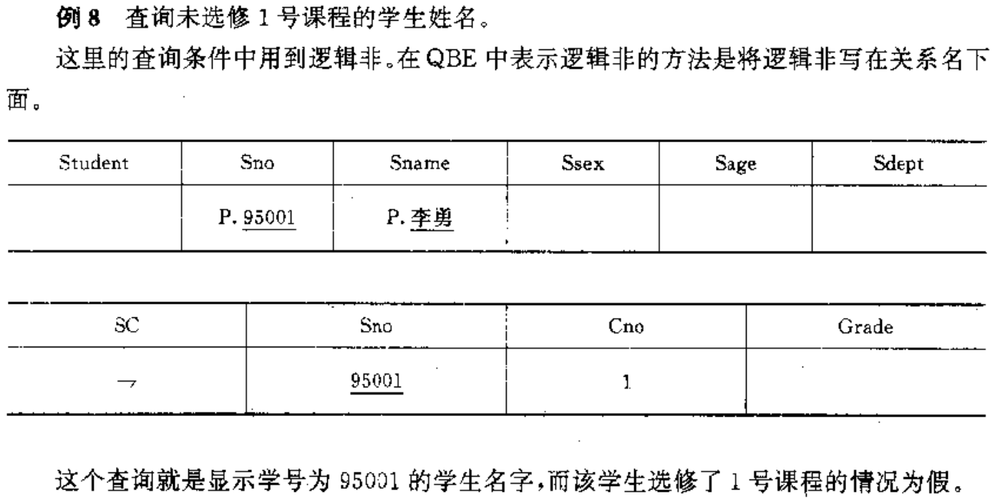 例 8 查询未选修 1 号课程的学生姓名。
这里的查询条件中用到逻辑非。在 QBE 中表示逻辑非的方法是将逻辑非写在关系名下
面。
Student Sno Sname Ssex Sage Sdept
P. 95001 P. 李勇
SC Sno Cno Grade
¬ 95001 1
这个查询就是显示学号为 95001 的学生名字,而该学生选修了 1 号课程的情况为假。